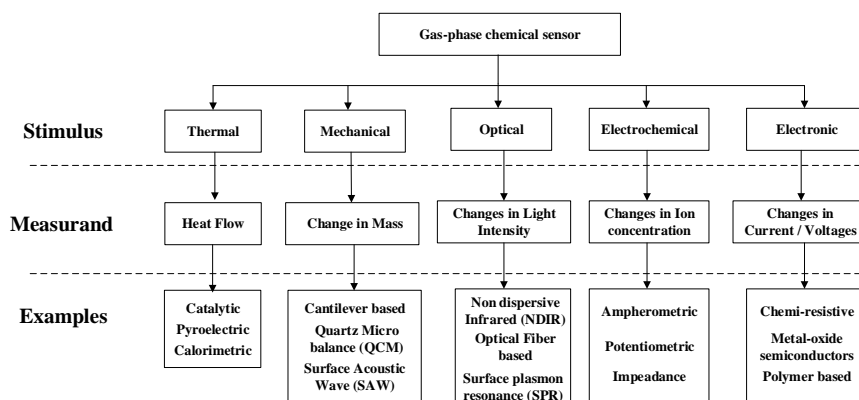 Gas-phase chemical sensor
Stimulus
Thermal
Mechanical
Optical
Electrochemical
Electronic
Measurand
Heat Flow
Change in Mass
Changes in Light
Intensity
Changes in Ion
concentration
Changes in
Current / Voltages
Examples
Catalytic
Pyroelectric
Calorimetric
Cantilever based
Quartz Micro
balance (QCM)
Surface Acoustic
Wave (SAW)
Non dispersive
Infrared (NDIR)
Optical Fiber
based
Surface plasmon
resonance (SPR)
Ampherometric
Potentiometric
Impeadance
Chemi-resistive
Metal-oxide
semiconductors
Polymer based